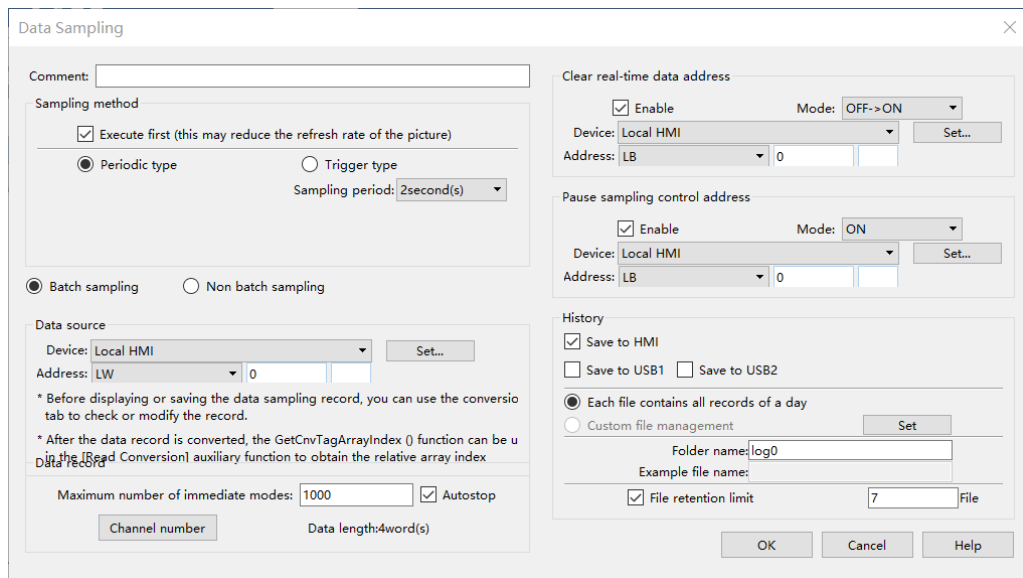 Data Sampling
Comment:
Sampling method
Execute first (this may reduce the refresh rate of the picture)
Periodic type
Trigger type
Sampling period: 2second(s)
Batch sampling
Non batch sampling
Data source
Device: Local HMI
Set...
Address: LW
0
* Before displaying or saving the data sampling record, you can use the conversio
tab to check or modify the record.
* After the data record is converted, the GetCnvTagArrayIndex () function can be u
in the [Read Conversion] auxiliary function to obtain the relative array index
Data record
Maximum number of immediate modes: 1000
Autostop
Channel number
Data length:4word(s)
Clear real-time data address
Enable
Mode: OFF->ON
Device: Local HMI
Set...
Address: LB
0
Pause sampling control address
Enable
Mode: ON
Device: Local HMI
Set...
Address: LB
0
History
Save to HMI
Save to USB1
Save to USB2
Each file contains all records of a day
Custom file management
Set
Folder name: log0
Example file name:
File retention limit
7
File
OK
Cancel
Help